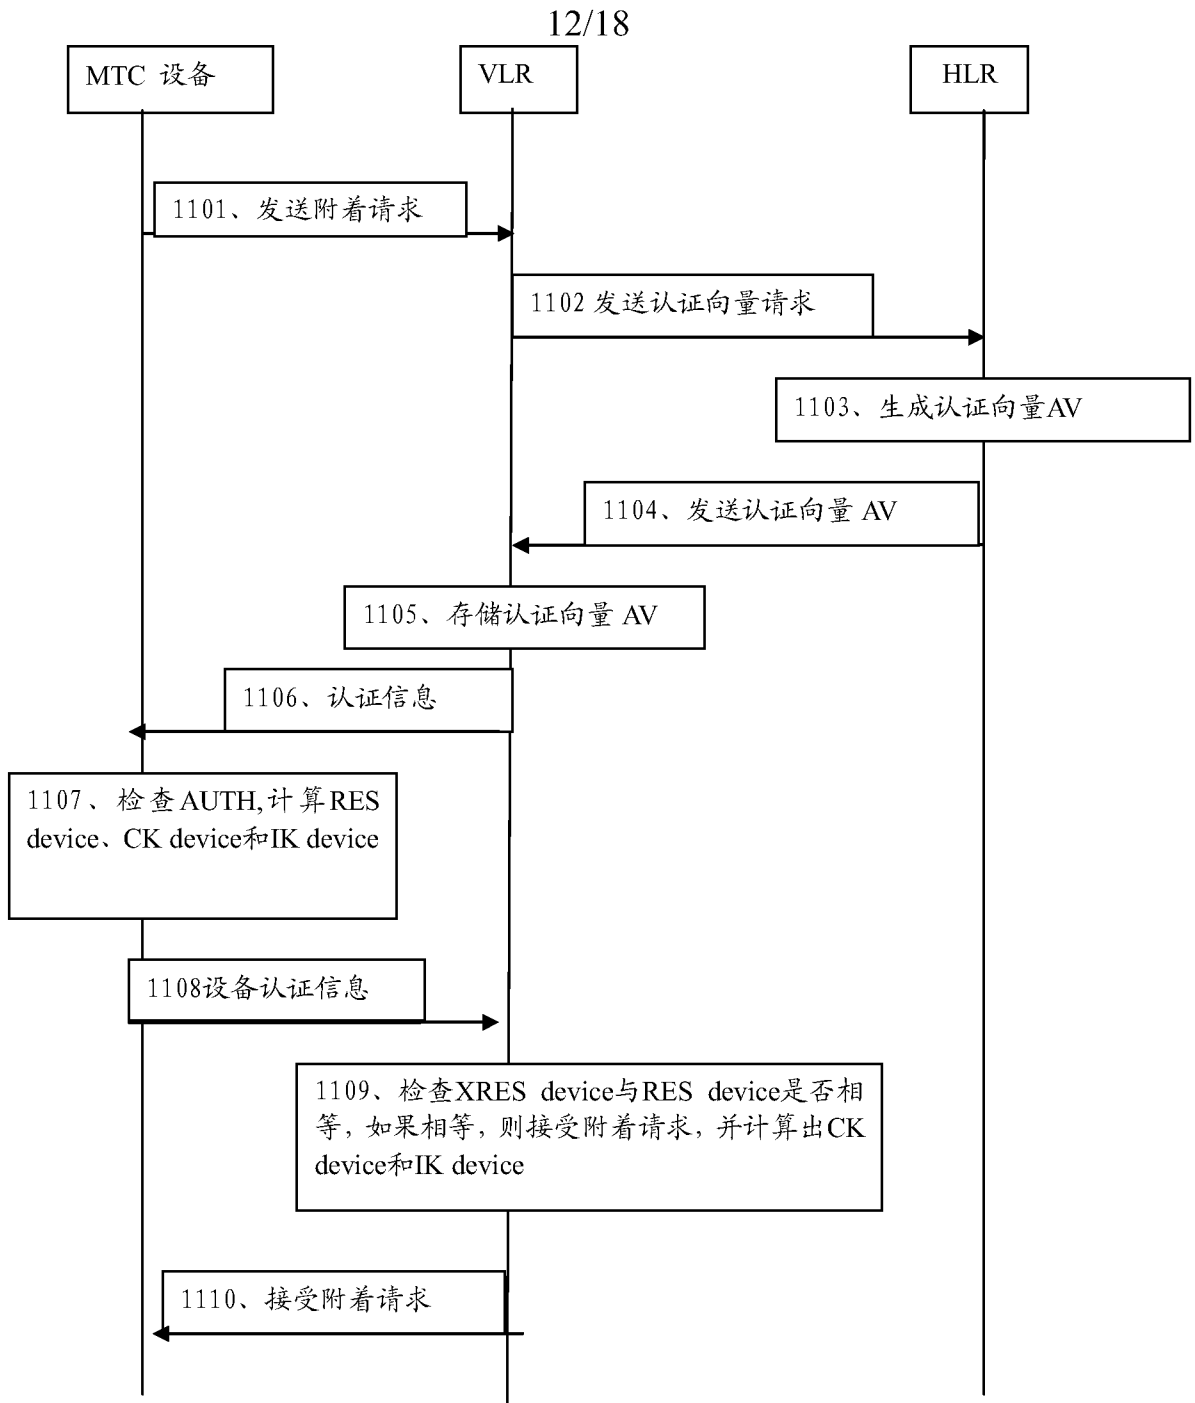 12/18
MTC 设备
VLR
HLR
1101、发送附着请求
1102发送认证向量请求
1103、生成认证向量AV
1104、发送认证向量 AV
1105、存储认证向量 AV
1106、认证信息
1107、检查AUTH,计算RES
device、CK device和IK device
1108设备认证信息
1109、检查XRES device与RES device是否相
等，如果相等，则接受附着请求，并计算出CK
device和IK device
1110、接受附着请求